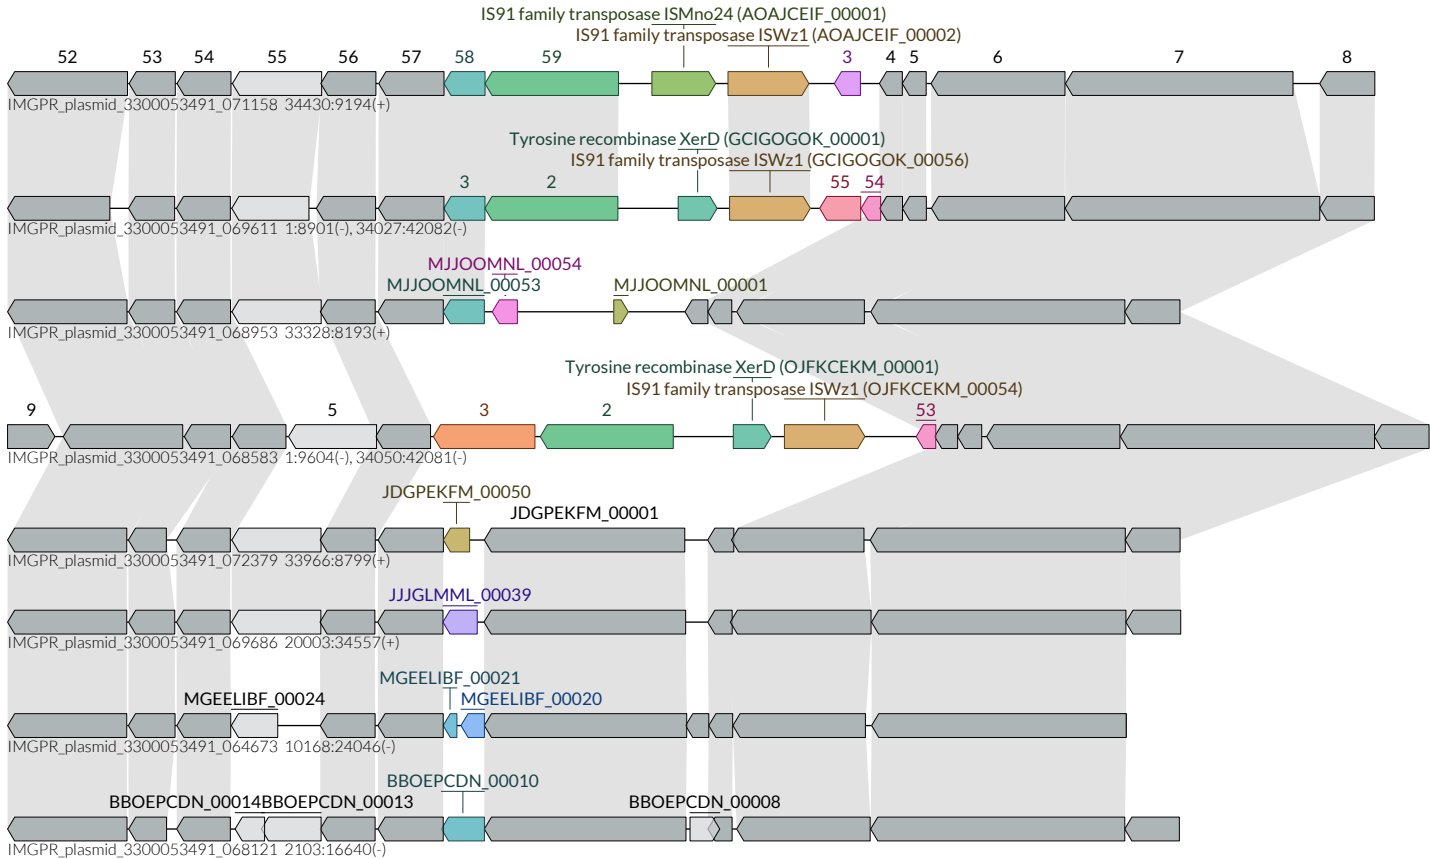 IS91 family transposase ISMno24 (AOAJCEIF_00001)
IS91 family transposase ISWz1 (AOAJCEIF_00002)
52 53 54 55 56 57 58 59 3 4 5 6 7 8
IMGPR_plasmid_3300053491_071158 34430:9194(+)
Tyrosine recombinase XerD (GCIGOGOK_00001)
IS91 family transposase ISWz1 (GCIGOGOK_00056)
3 2 55 54
IMGPR_plasmid_3300053491_069611 1:8901(-), 34027:42082(-)
MJJOOMNL_00054
MJJOOMNL_00053 MJJOOMNL_00001
IMGPR_plasmid_3300053491_068953 33328:8193(+)
Tyrosine recombinase XerD (OJFKCEKM_00001)
IS91 family transposase ISWz1 (OJFKCEKM_00054)
9 5 3 2 53
IMGPR_plasmid_3300053491_068583 1:9604(-), 34050:42081(-)
JDGPEKFM_00050
JDGPEKFM_00001
IMGPR_plasmid_3300053491_072379 33966:8799(+)
JJJGLMML_00039
IMGPR_plasmid_3300053491_069686 20003:34557(+)
MGEELIBF_00021
MGEELIBF_00024 MGEELIBF_00020
IMGPR_plasmid_3300053491_064673 10168:24046(-)
BBOEPCDN_00010
BBOEPCDN_00014 BBOEPCDN_00013 BBOEPCDN_00008
IMGPR_plasmid_3300053491_068121 2103:16640(-)